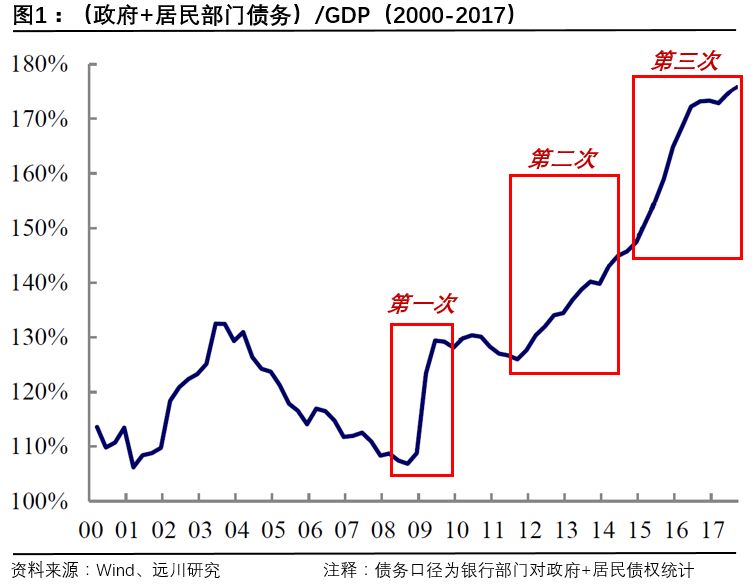 图1：（政府+居民部门债务）/GDP（2000-2017）
180%
170%
160%
150%
140%
130%
120%
110%
100%
第一次
第二次
第三次
00 01 02 03 04 05 06 07 08 09 10 11 12 13 14 15 16 17
资料来源：Wind、远川研究 注释：债务口径为银行部门对政府+居民债权统计